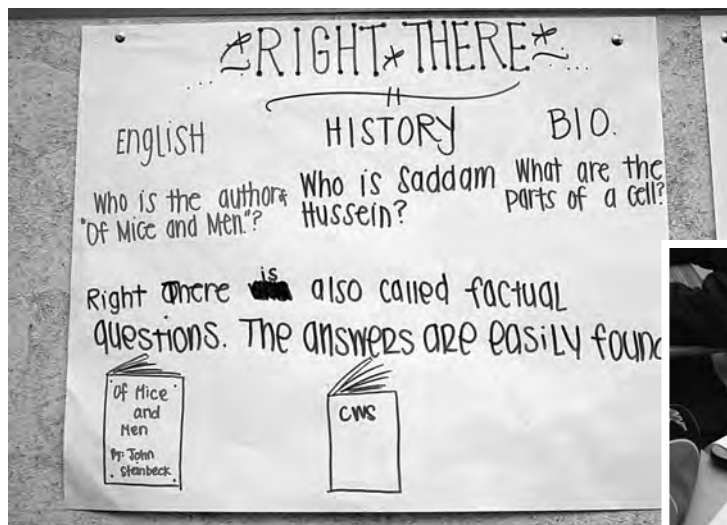 RIGHT THERE
ENGLISH
Who is the author
"Of Mice and Men."?
HISTORY
Who is Saddam
Hussein?
BIO.
What are the
parts of a cell?
Right There is also called factual
questions. The answers are easily found
Of Mice
and
Men
By: John
Steinbeck
CWS